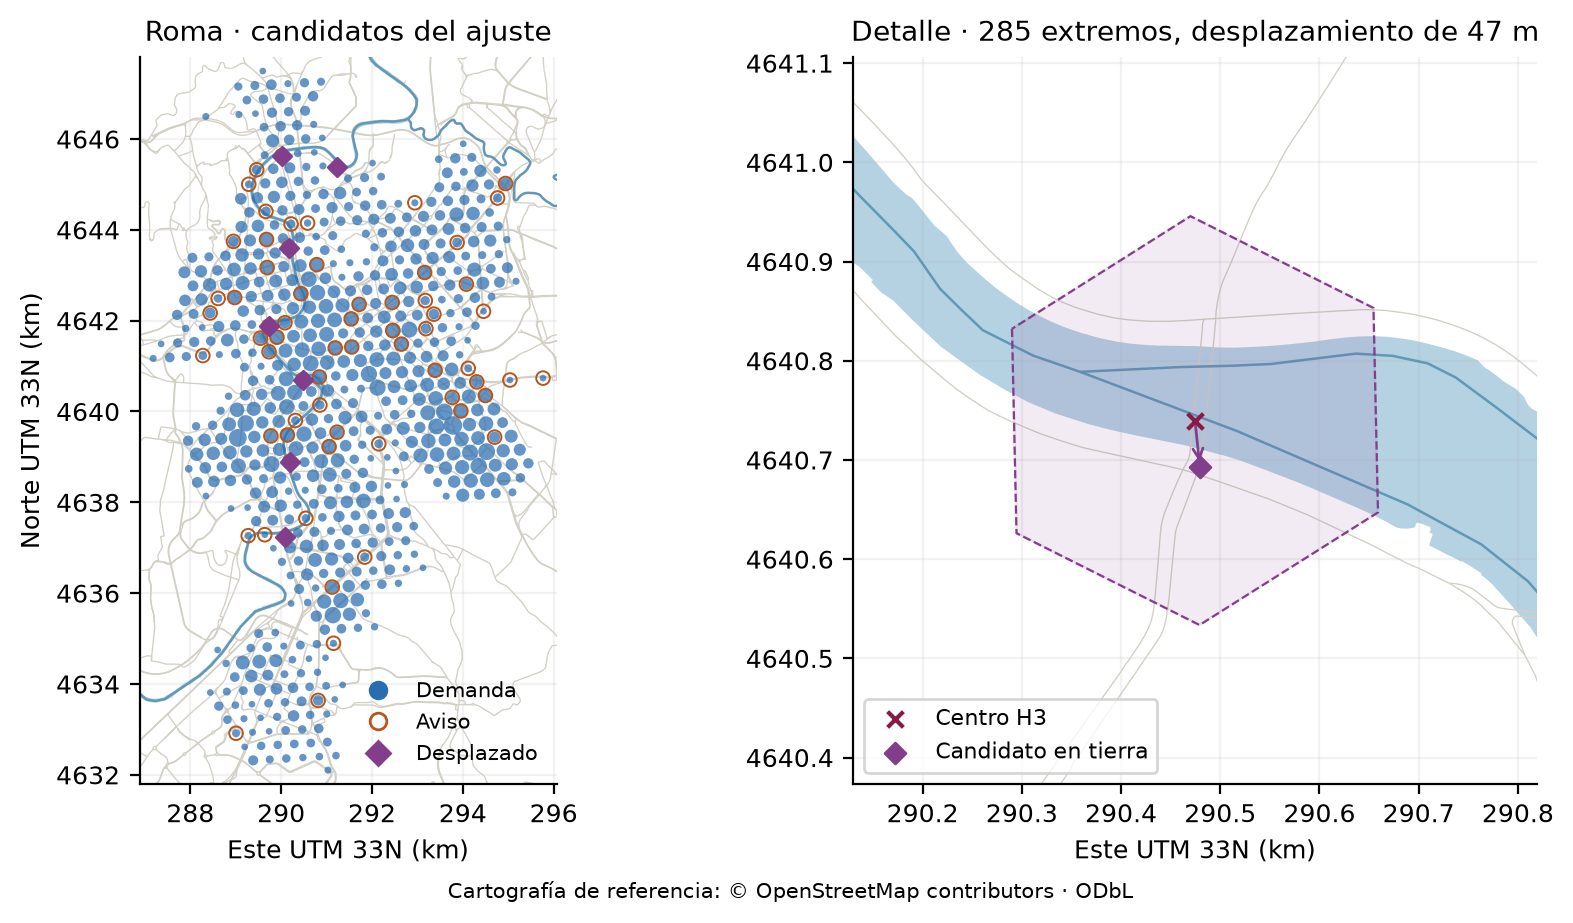 Roma · candidatos del ajuste
Norte UTM 33N (km)
4646
4644
4642
4640
4638
4636
4634
4632
288
290
292
294
296
Este UTM 33N (km)
Demanda
Aviso
Desplazado
Detalle · 285 extremos, desplazamiento de 47 m
4641.1
4641.0
4640.9
4640.8
4640.7
4640.6
4640.5
4640.4
290.2
290.3
290.4
290.5
290.6
290.7
290.8
Este UTM 33N (km)
Centro H3
Candidato en tierra
Cartografía de referencia: © OpenStreetMap contributors · ODbL